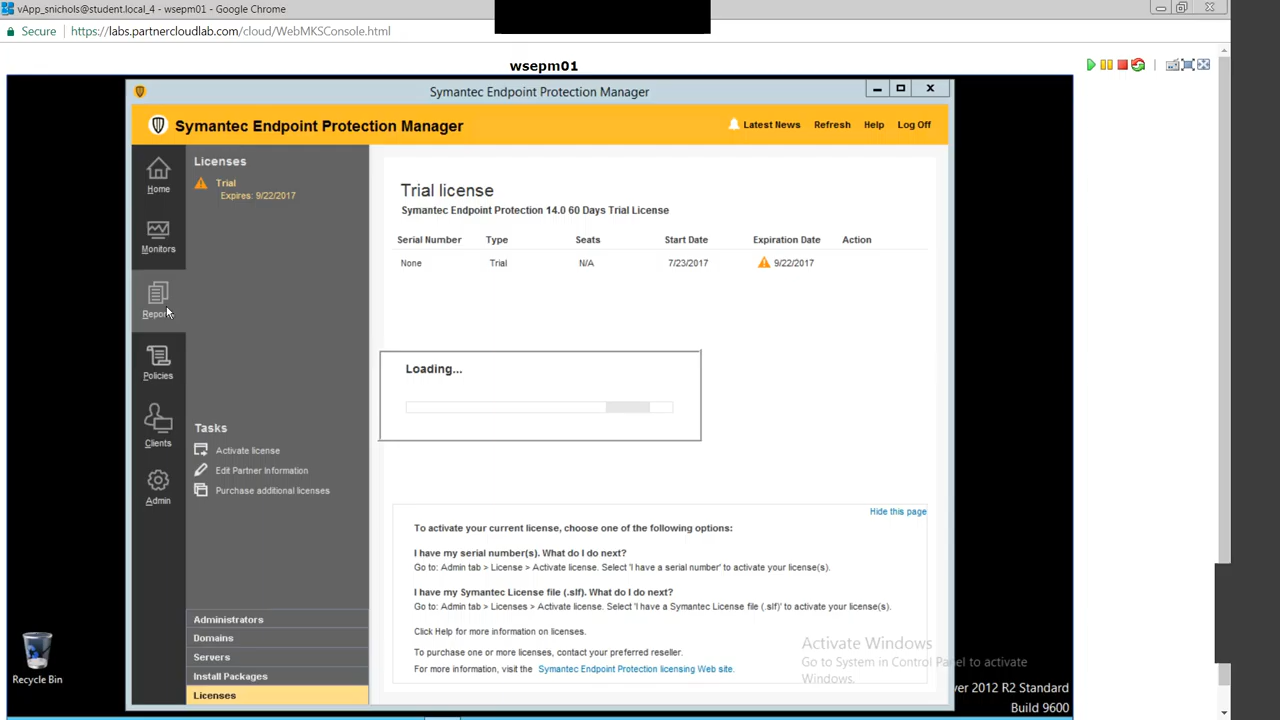 vApp_snichols@student.local_4 - wsepm01 - Google Chrome
Secure | https://labs.partnercloudlab.com/cloud/WebMKSConsole.html
wsepm01
Symantec Endpoint Protection Manager
Symantec Endpoint Protection Manager
Latest News Refresh Help Log Off
Home
Monitors
Reports
Policies
Clients
Admin
Licenses
Trial
Expires: 9/22/2017
Tasks
Activate license
Edit Partner Information
Purchase additional licenses
Administrators
Domains
Servers
Install Packages
Licenses
Trial license
Symantec Endpoint Protection 14.0 60 Days Trial License
Serial Number Type Seats Start Date Expiration Date Action
None Trial N/A 7/23/2017 9/22/2017
Loading...
Hide this page
To activate your current license, choose one of the following options:
I have my serial number(s). What do I do next?
Go to: Admin tab > License > Activate license. Select 'I have a serial number' to activate your license(s).
I have my Symantec License file (.slf). What do I do next?
Go to: Admin tab > Licenses > Activate license. Select 'I have a Symantec License file (.slf)' to activate your license(s).
Click Help for more information on licenses.
To purchase one or more licenses, contact your preferred reseller.
For more information, visit the Symantec Endpoint Protection licensing Web site.
Activate Windows
Go to System in Control Panel to activate
Windows.
Recycle Bin
ver 2012 R2 Standard
Build 9600